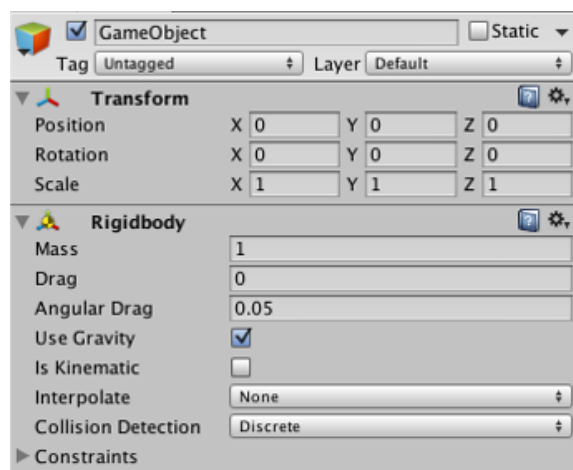 GameObject Static
Tag Untagged Layer Default
Transform
Position X 0 Y 0 Z 0
Rotation X 0 Y 0 Z 0
Scale X 1 Y 1 Z 1
Rigidbody
Mass 1
Drag 0
Angular Drag 0.05
Use Gravity
Is Kinematic
Interpolate None
Collision Detection Discrete
Constraints